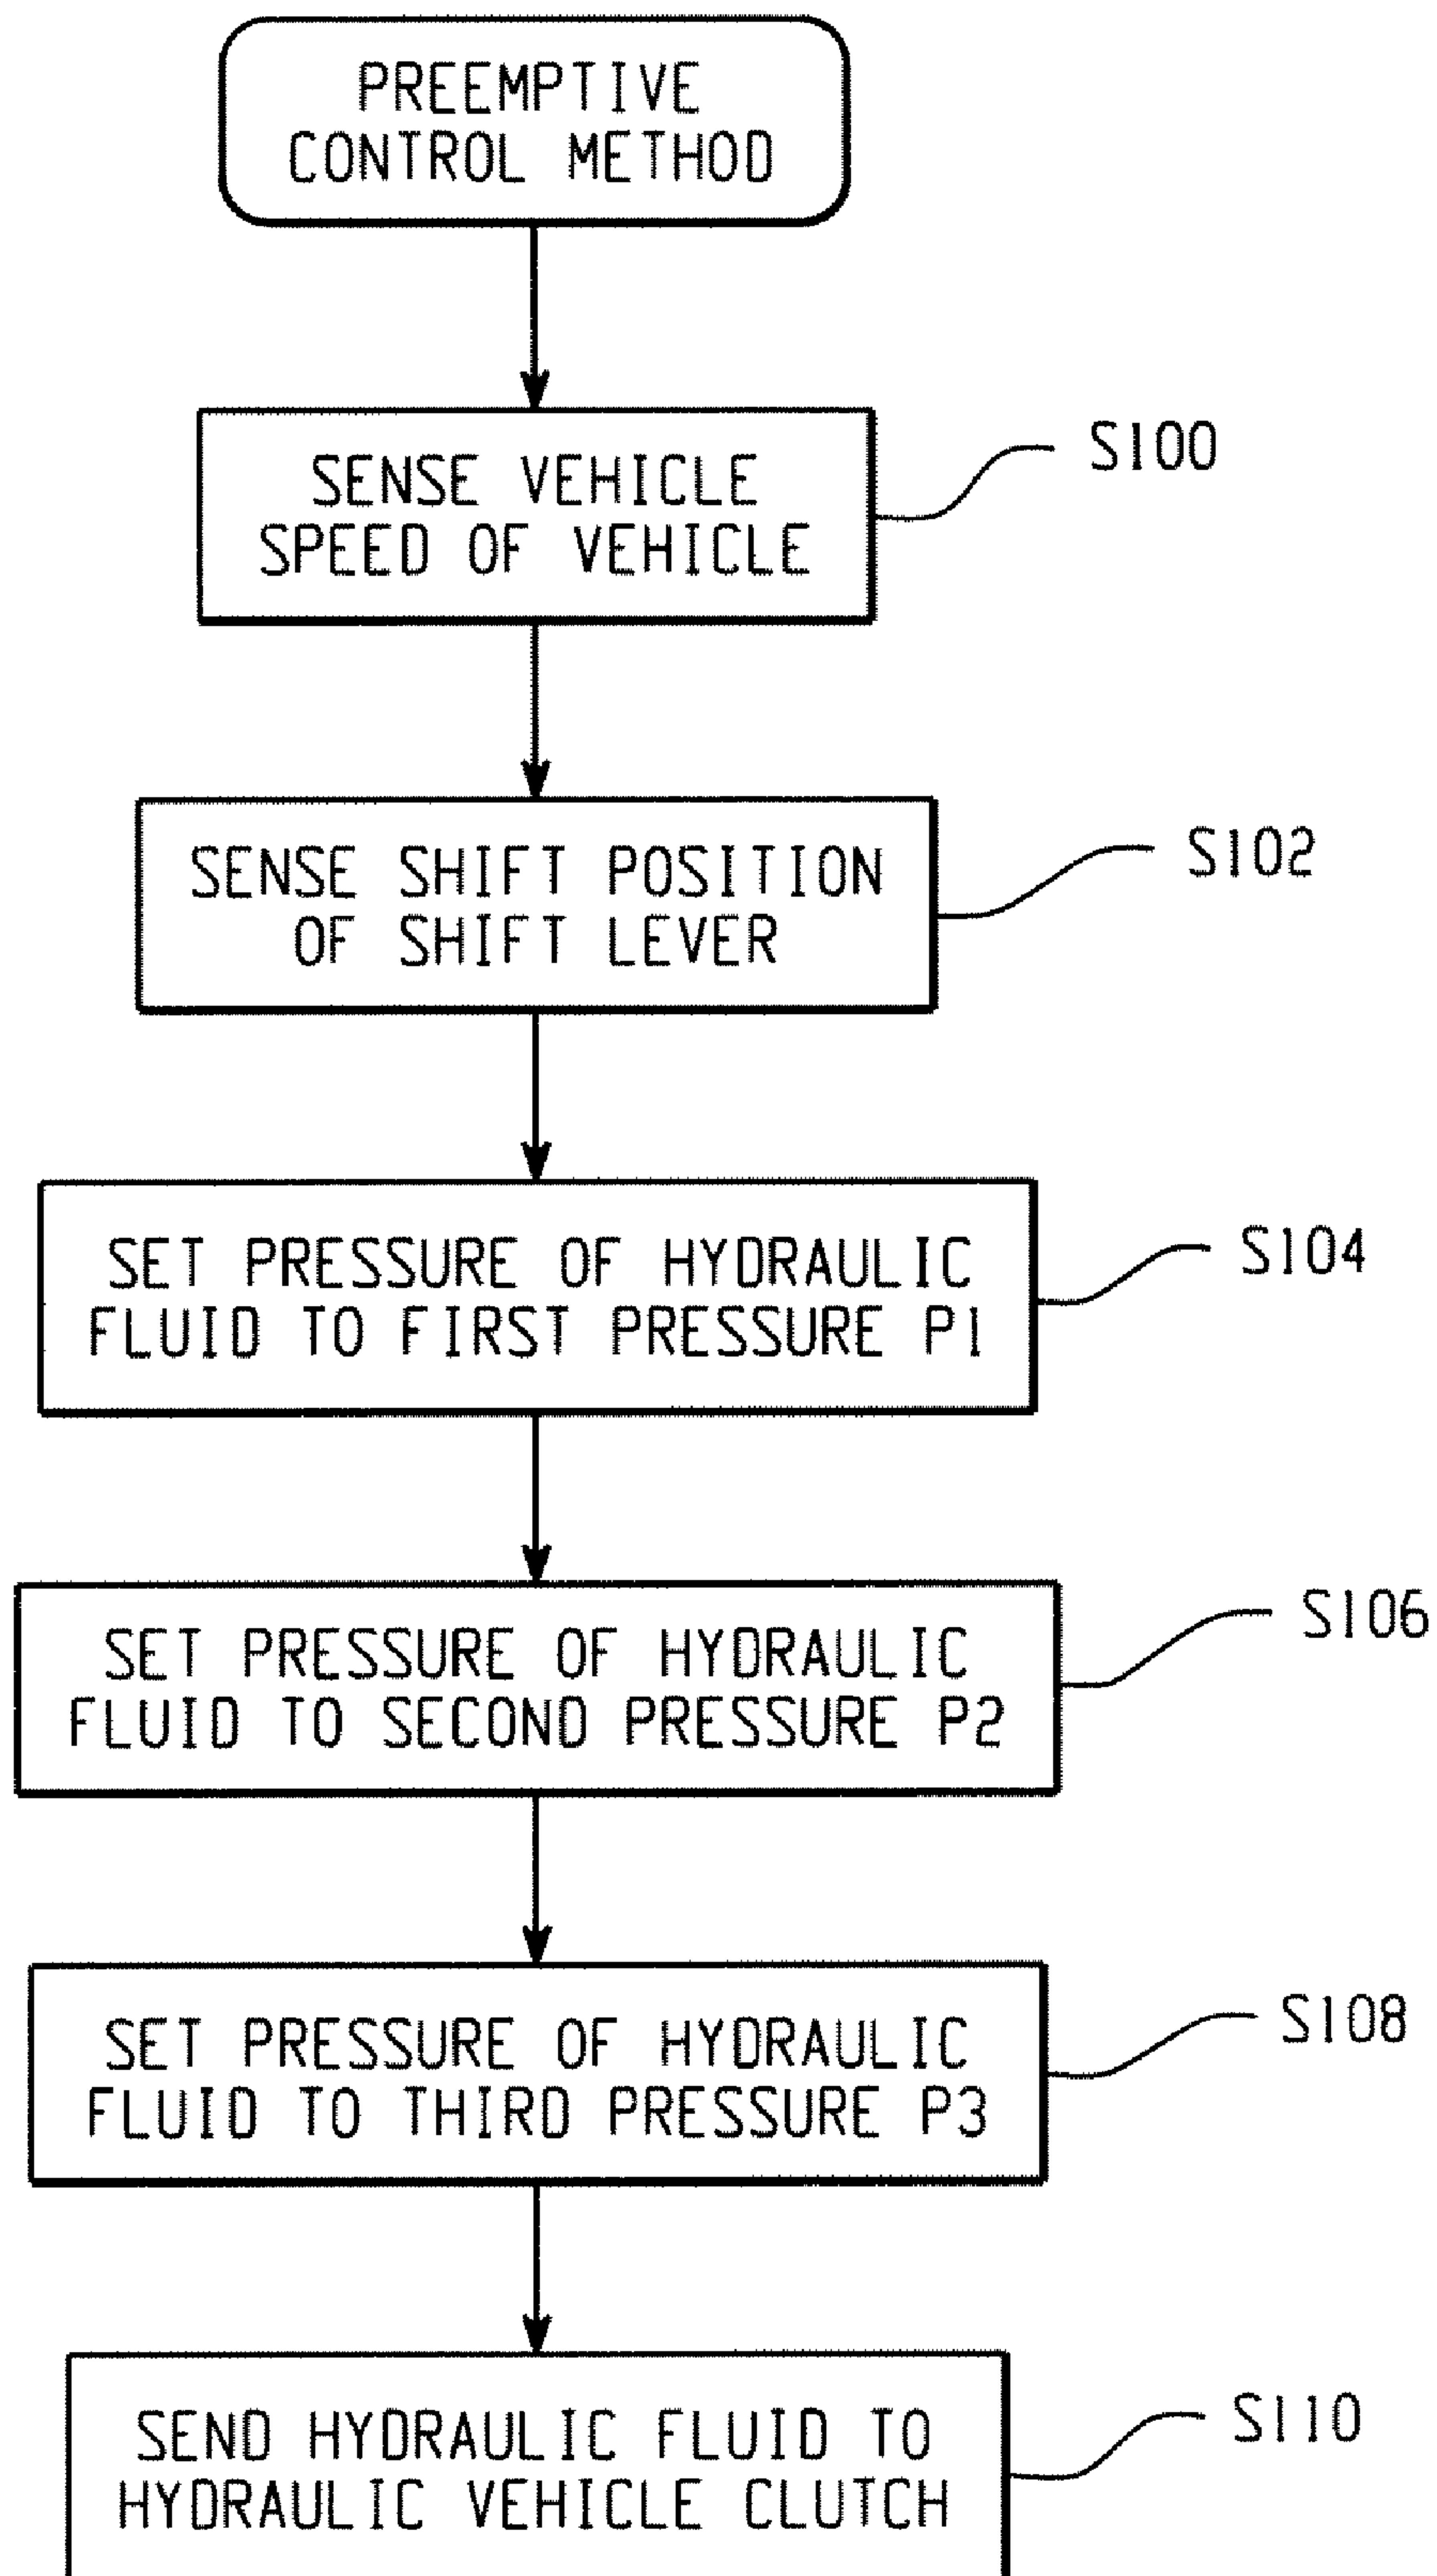 PREEMPTIVE
CONTROL METHOD
SENSE VEHICLE
SPEED OF VEHICLE
S100
SENSE SHIFT POSITION
OF SHIFT LEVER
S102
SET PRESSURE OF HYDRAULIC
FLUID TO FIRST PRESSURE P1
S104
SET PRESSURE OF HYDRAULIC
FLUID TO SECOND PRESSURE P2
S106
SET PRESSURE OF HYDRAULIC
FLUID TO THIRD PRESSURE P3
S108
SEND HYDRAULIC FLUID TO
HYDRAULIC VEHICLE CLUTCH
S110